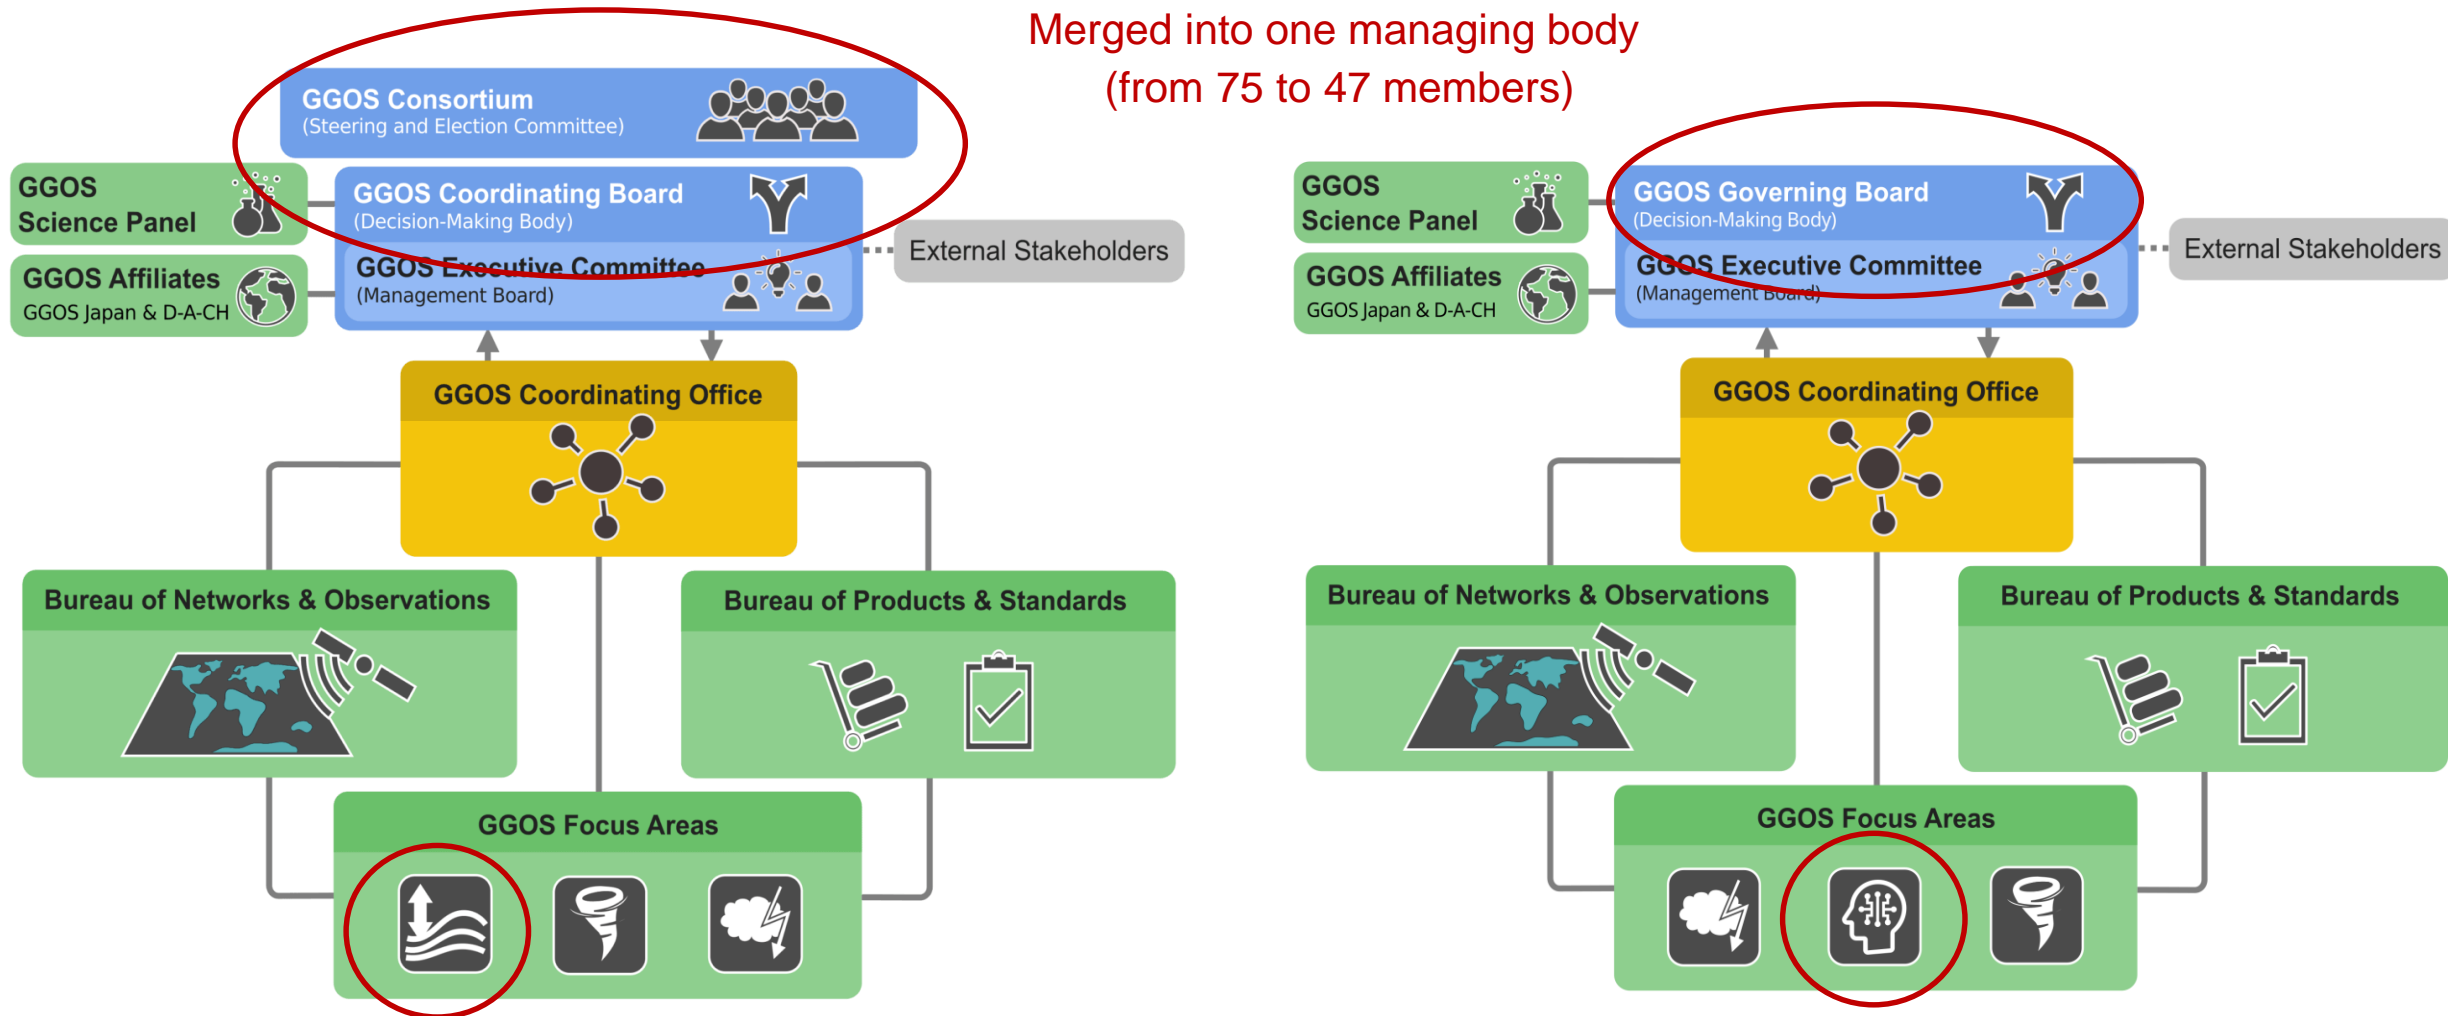 Merged into one managing body
(from 75 to 47 members)
GGOS Consortium
(Steering and Election Committee)
GGOS
Science Panel
GGOS Coordinating Board
(Decision-Making Body)
GGOS Affiliates
GGOS Japan & D-A-CH
GGOS Executive Committee
(Management Board)
External Stakeholders
GGOS Coordinating Office
Bureau of Networks & Observations
Bureau of Products & Standards
GGOS Focus Areas
GGOS
Science Panel
GGOS Governing Board
(Decision-Making Body)
GGOS Affiliates
GGOS Japan & D-A-CH
GGOS Executive Committee
(Management Board)
External Stakeholders
GGOS Coordinating Office
Bureau of Networks & Observations
Bureau of Products & Standards
GGOS Focus Areas